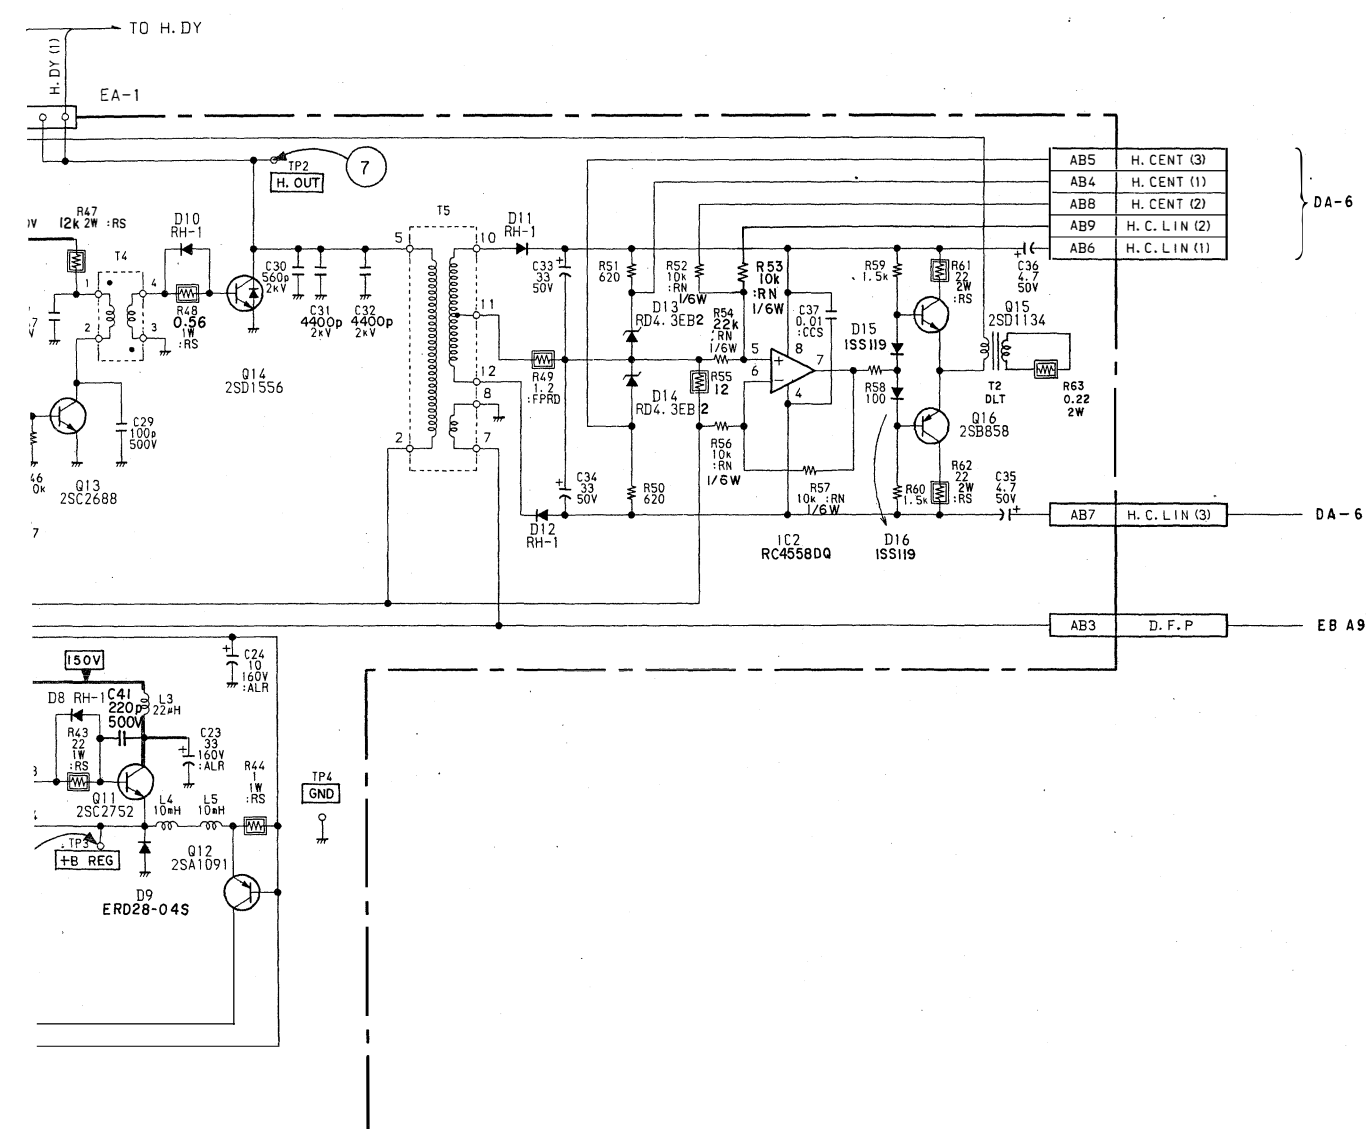 TO H.DY
H.DY (1)
EA-1
TP2
H. OUT
7
AB5 H. CENT (3)
AB4 H. CENT (1)
AB8 H. CENT (2)
AB9 H.C.LIN (2)
AB6 H.C.LIN (1)
DA-6
R47
12k 2W :RS
T4
1
2
4
3
D10
RH-1
R48
0.56
1W
:RS
Q14
2SD1556
C30
560p
2kV
C31
4400p
2kV
C32
4400p
2kV
T5
5
2
10
11
12
8
7
D11
RH-1
C33
33
50V
R49
1.2
:FPRD
C34
33
50V
D12
RH-1
R51
620
D13
RD4.3EB2
D14
RD4.3EB2
R50
620
R52
10k
:RN
1/6W
R53
10k
:RN
1/6W
R54
22k
:RN
1/6W
R55
12
R56
10k
:RN
1/6W
R57
10k :RN
1/6W
5
6
8
7
4
+
−
IC2
RC4558DQ
C37
0.01
:CCS
D15
1SS119
R58
100
R59
1.5k
R60
1.5k
D16
1SS119
R61
22
2W
:RS
Q15
2SD1134
Q16
2SB858
R62
22
2W
:RS
C36
4.7
50V
C35
4.7
50V
T2
DLT
R63
0.22
2W
AB7 H.C.LIN (3)
DA-6
AB3 D.F.P
EB A9
C29
100p
500V
Q13
2SC2688
46
0k
7
150V
D8 RH-1
C41
220p
500V
L3
22μH
R43
22
1W
:RS
Q11
2SC2752
C24
10
160V
:ALR
C23
33
160V
:ALR
R44
1
1W
:RS
L4
10mH
L5
10mH
TP3
+B REG
D9
ERD28-04S
Q12
2SA1091
TP4
GND